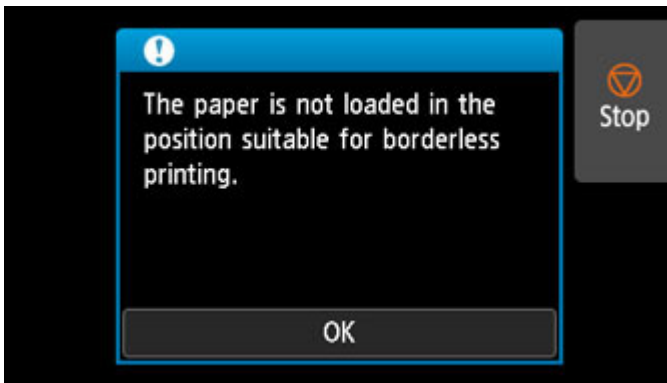 The paper is not loaded in the
position suitable for borderless
printing.
Stop
OK